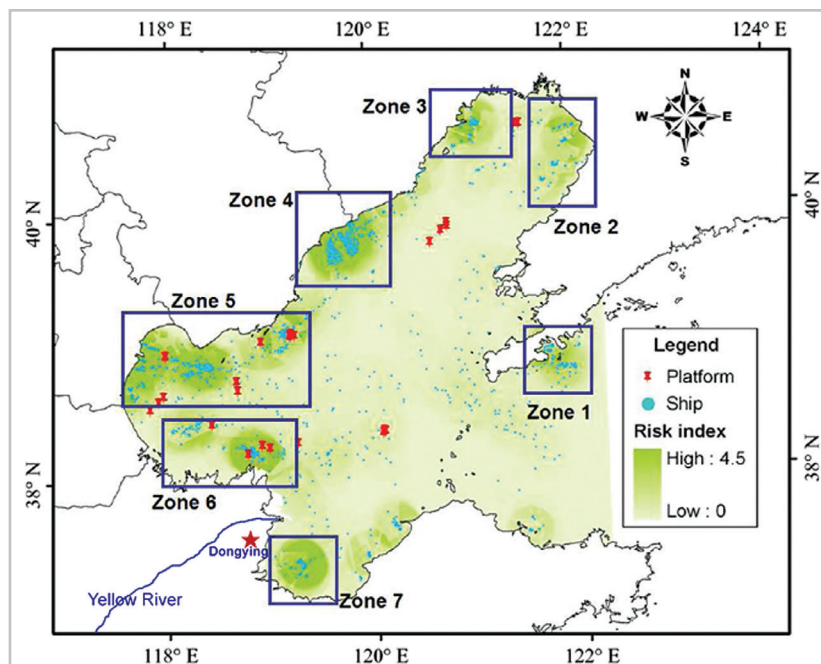 118° E 120° E 122° E 124° E
N
W E
S
Zone 3
Zone 4
Zone 2
40° N
40° N
Zone 5
Legend
Platform
Ship
Risk index
High : 4.5
Low : 0
Zone 1
38° N
38° N
Zone 6
Dongying
Yellow River
Zone 7
118° E 120° E 122° E